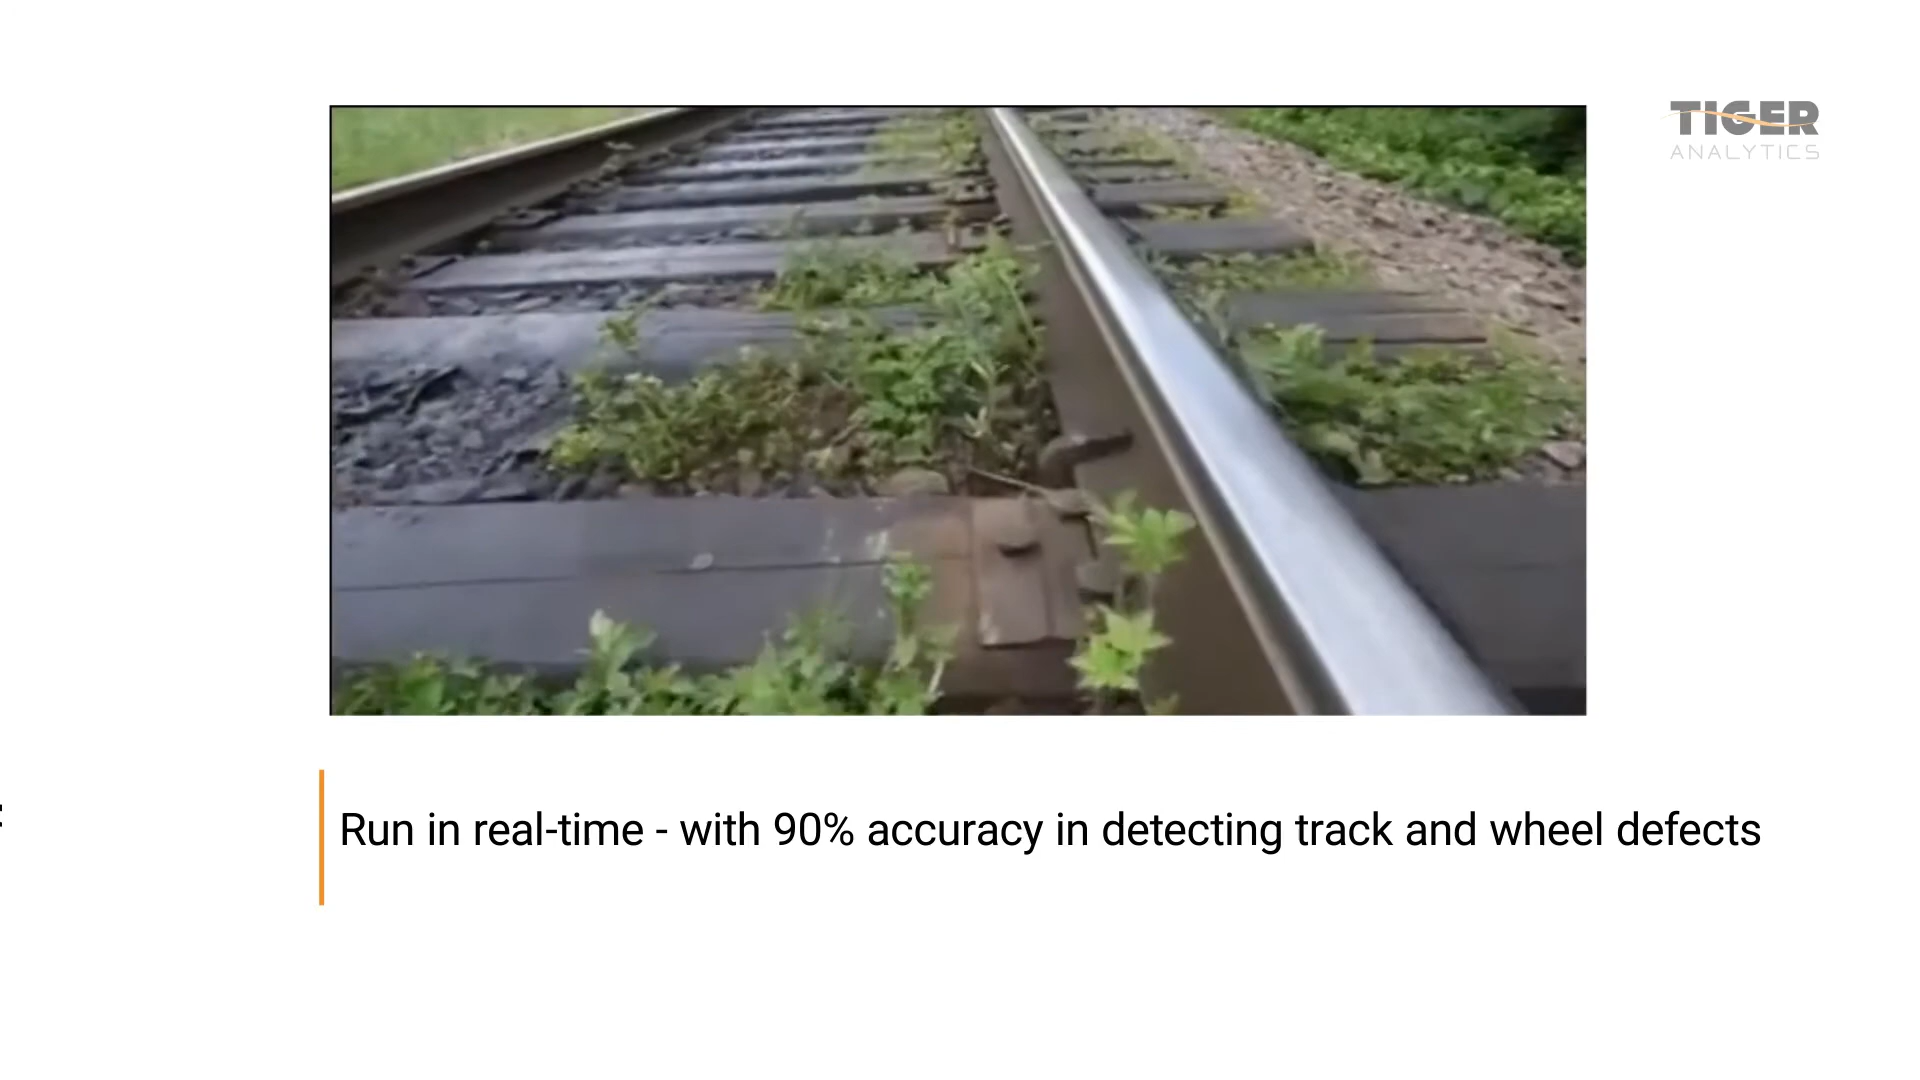 TIGER
ANALYTICS
Run in real-time - with 90% accuracy in detecting track and wheel defects